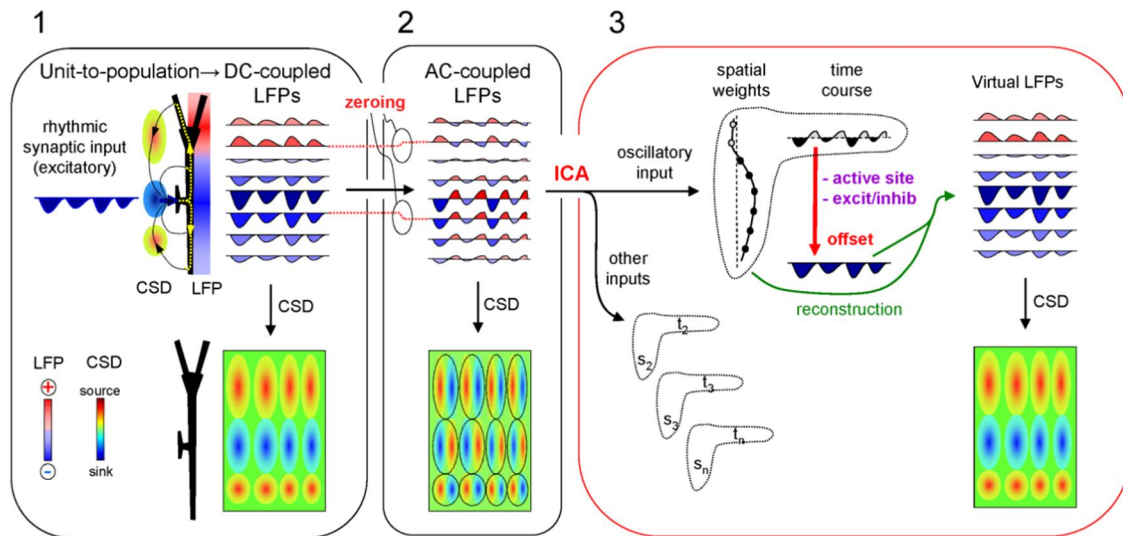 1
Unit-to-population→ DC-coupled
LFPs
rhythmic
synaptic input
(excitatory)
CSD
LFP
CSD
LFP
CSD
source
sink
+
−
2
AC-coupled
LFPs
zeroing
CSD
3
ICA
oscillatory
input
other
inputs
spatial
weights
time
course
- active site
- excit/inhib
offset
reconstruction
Virtual LFPs
CSD
t2
s2
t3
s3
tn
sn